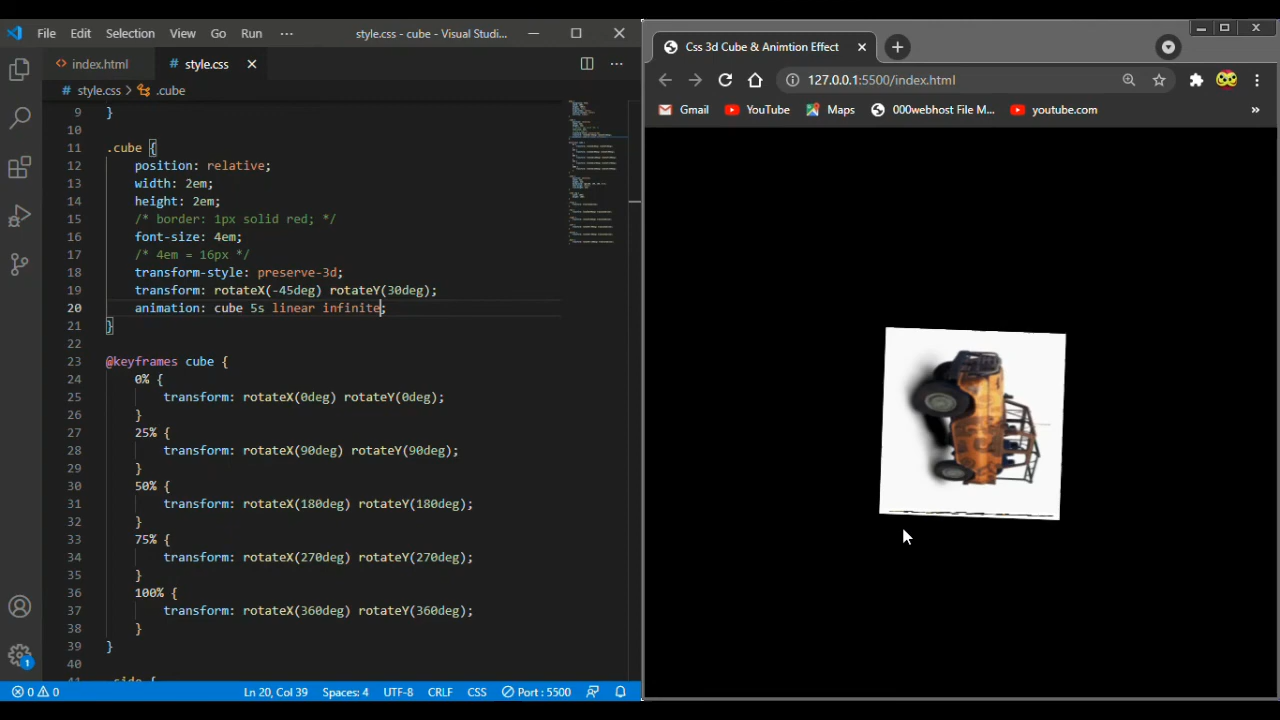 File Edit Selection View Go Run ··· style.css - cube - Visual Studi...
index.html style.css
style.css > .cube
9 }
10
11 .cube {
12 position: relative;
13 width: 2em;
14 height: 2em;
15 /* border: 1px solid red; */
16 font-size: 4em;
17 /* 4em = 16px */
18 transform-style: preserve-3d;
19 transform: rotateX(-45deg) rotateY(30deg);
20 animation: cube 5s linear infinite;
21 }
22
23 @keyframes cube {
24 0% {
25 transform: rotateX(0deg) rotateY(0deg);
26 }
27 25% {
28 transform: rotateX(90deg) rotateY(90deg);
29 }
30 50% {
31 transform: rotateX(180deg) rotateY(180deg);
32 }
33 75% {
34 transform: rotateX(270deg) rotateY(270deg);
35 }
36 100% {
37 transform: rotateX(360deg) rotateY(360deg);
38 }
39 }
40
1
0 0 Ln 20, Col 39 Spaces: 4 UTF-8 CRLF CSS Port : 5500
Css 3d Cube & Animtion Effect
127.0.0.1:5500/index.html
Gmail YouTube Maps 000webhost File M... youtube.com »